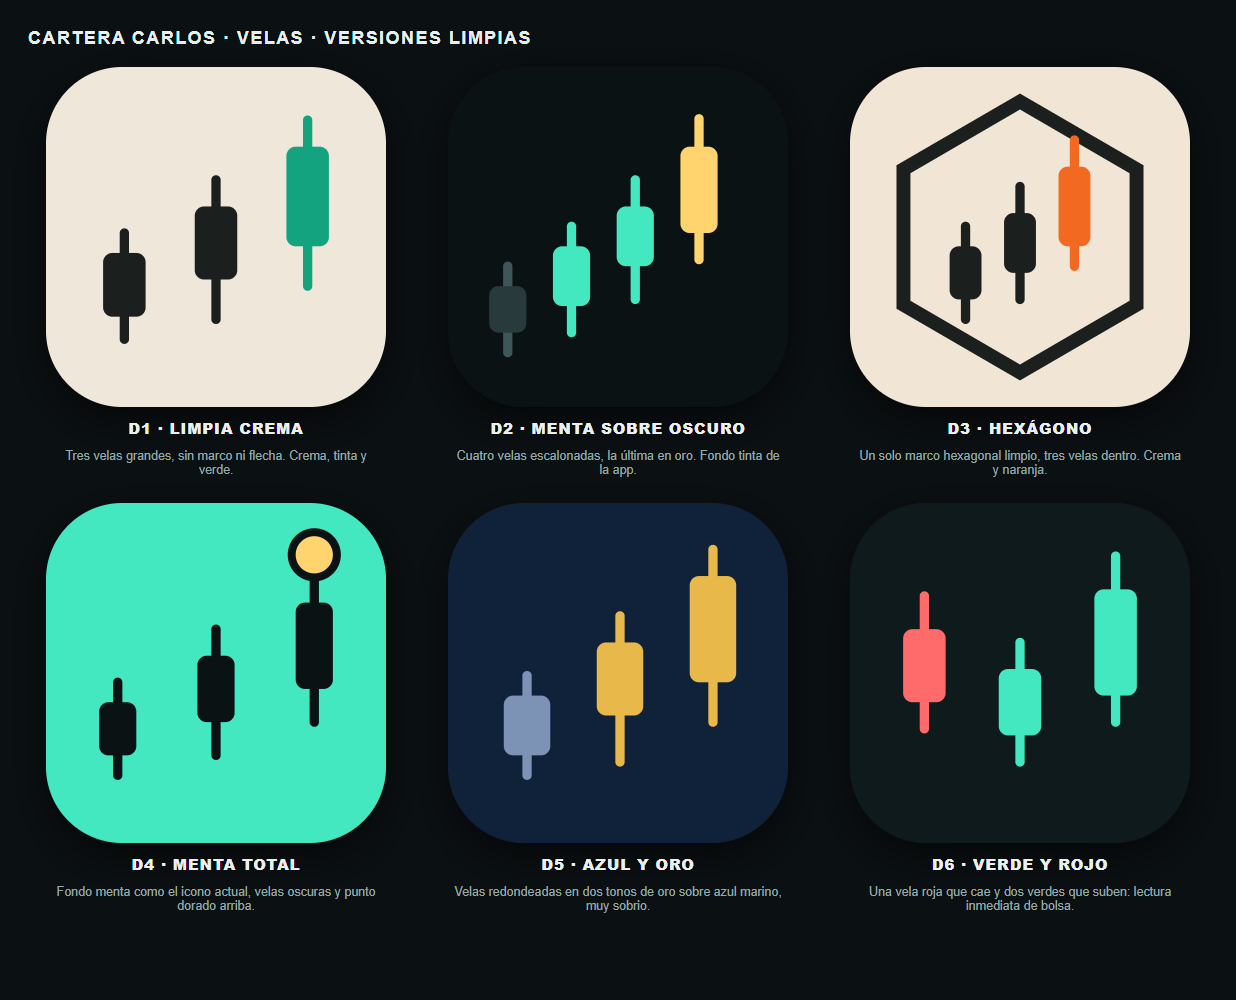 CARTERA CARLOS · VELAS · VERSIONES LIMPIAS
D1 · LIMPIA CREMA
Tres velas grandes, sin marco ni flecha. Crema, tinta y
verde.
D2 · MENTA SOBRE OSCURO
Cuatro velas escalonadas, la última en oro. Fondo tinta de
la app.
D3 · HEXÁGONO
Un solo marco hexagonal limpio, tres velas dentro. Crema
y naranja.
D4 · MENTA TOTAL
Fondo menta como el icono actual, velas oscuras y punto
dorado arriba.
D5 · AZUL Y ORO
Velas redondeadas en dos tonos de oro sobre azul marino,
muy sobrio.
D6 · VERDE Y ROJO
Una vela roja que cae y dos verdes que suben: lectura
inmediata de bolsa.